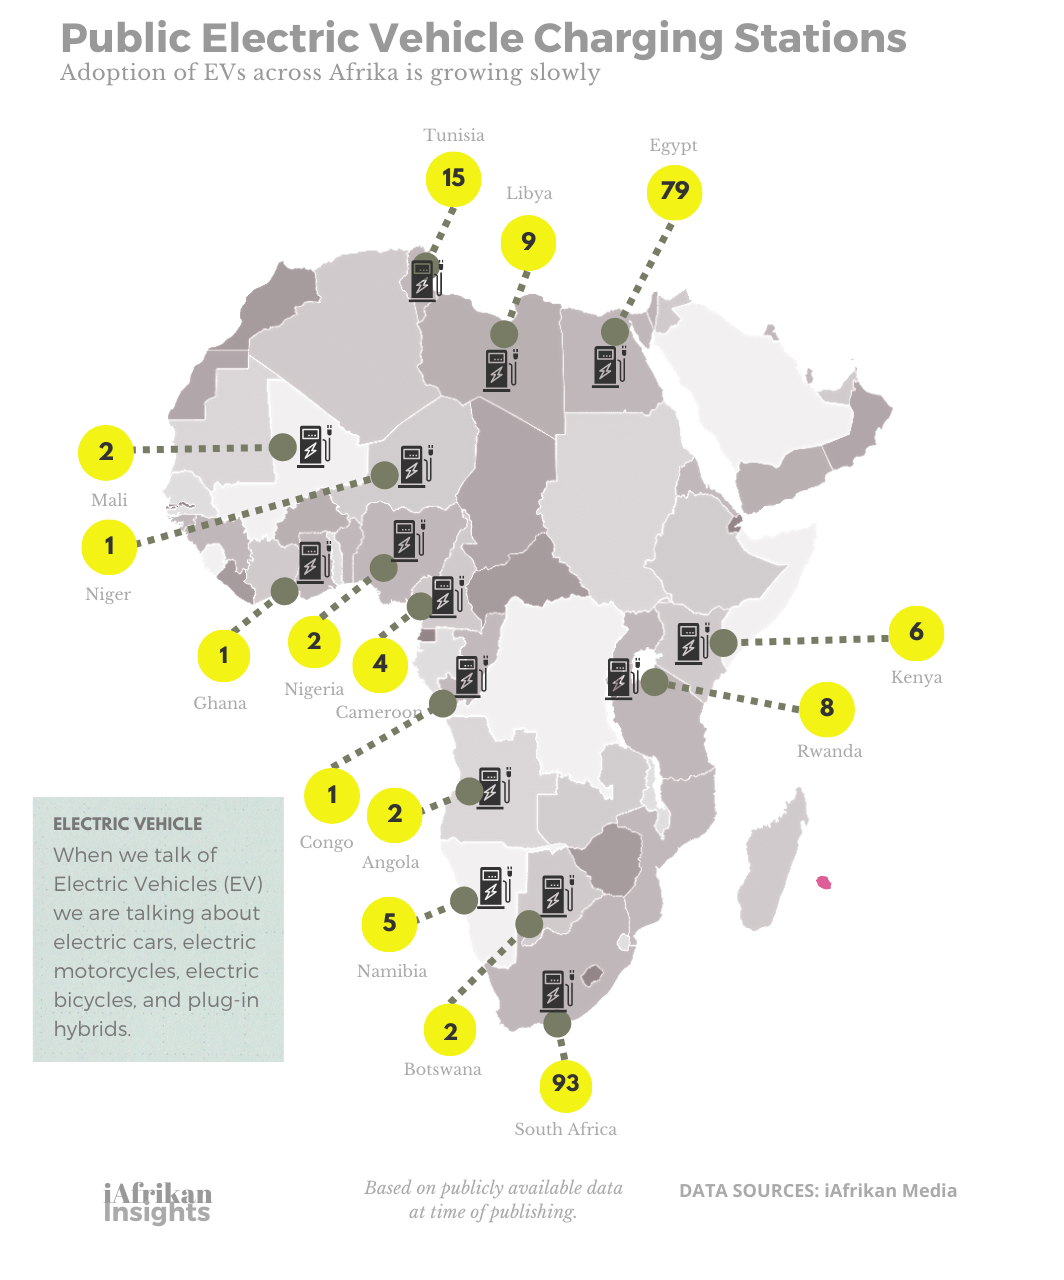 Public Electric Vehicle Charging Stations
Adoption of EVs across Afrika is growing slowly
Tunisia
15
Libya
9
Egypt
79
2
Mali
1
Niger
1
Ghana
2
Nigeria
4
Cameroon
6
Kenya
8
Rwanda
1
Congo
2
Angola
5
Namibia
2
Botswana
93
South Africa
ELECTRIC VEHICLE
When we talk of
Electric Vehicles (EV)
we are talking about
electric cars, electric
motorcycles, electric
bicycles, and plug-in
hybrids.
iAfrikan
Insights
Based on publicly available data
at time of publishing.
DATA SOURCES: iAfrikan Media